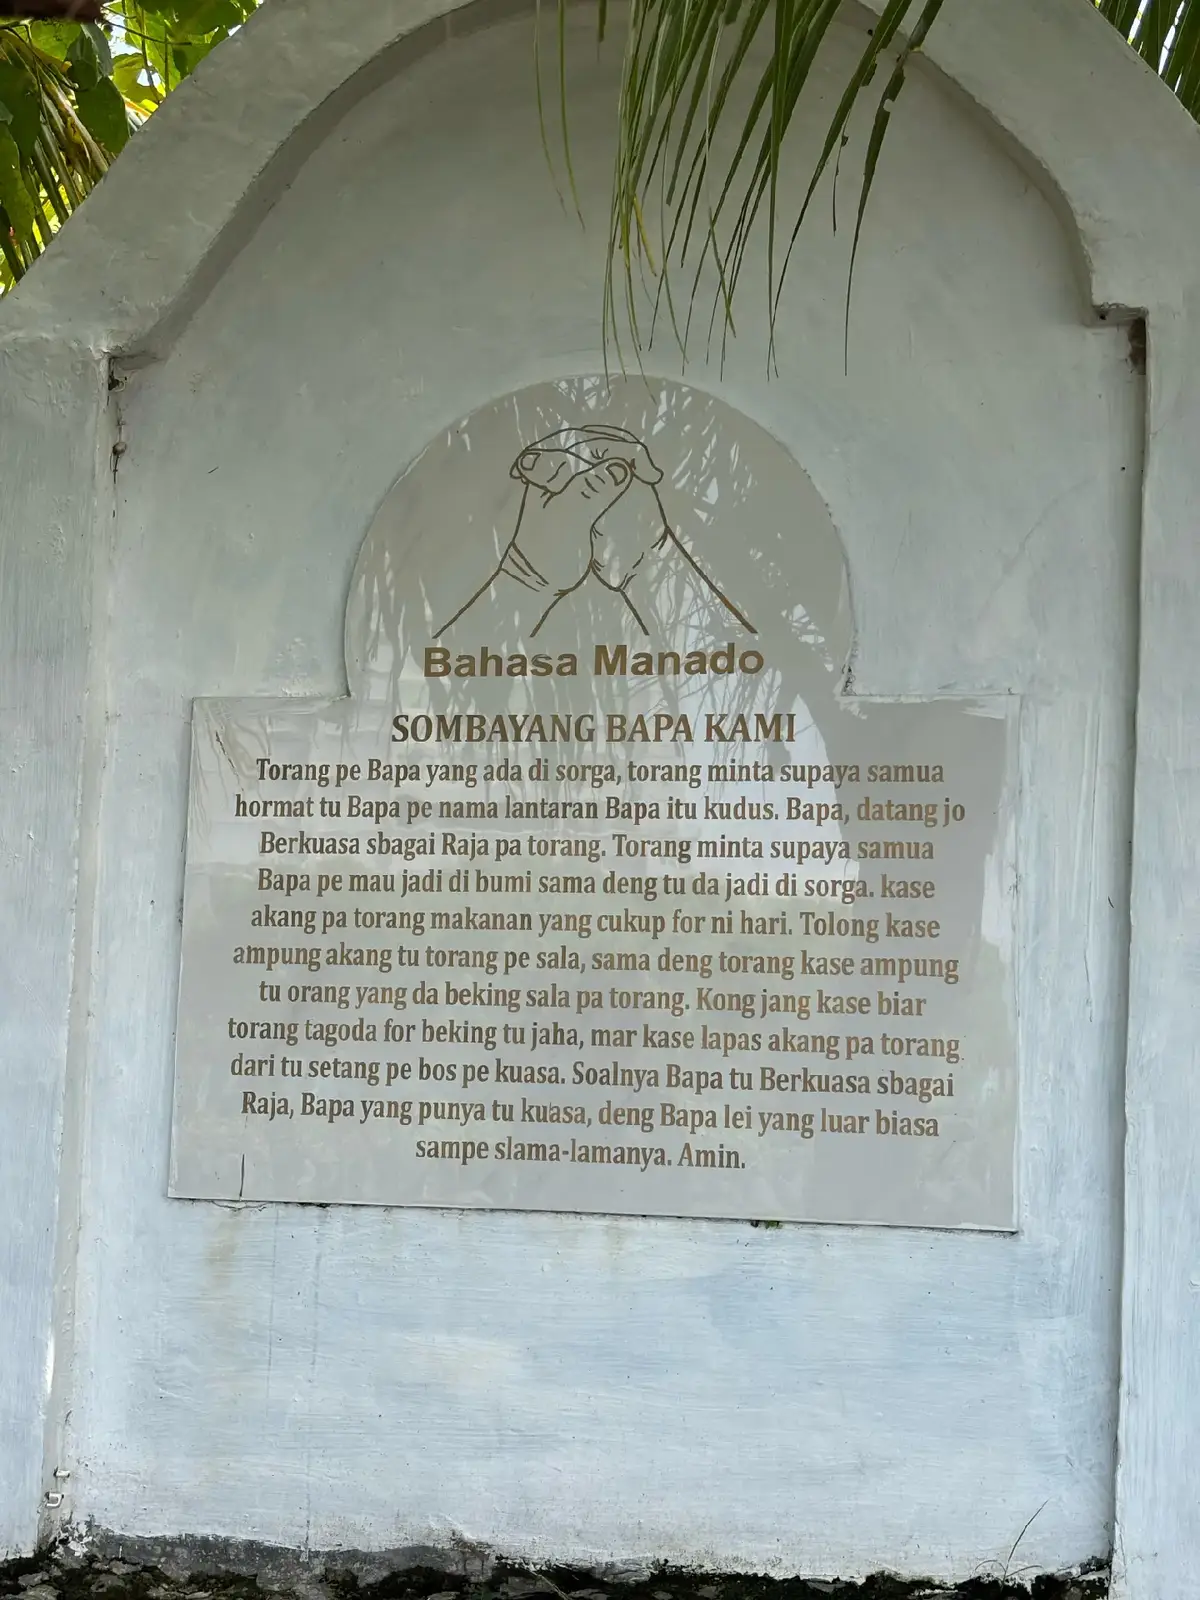 Bahasa Manado
SOMBAYANG BAPA KAMI
Torang pe Bapa yang ada di sorga, torang minta supaya samua
hormat tu Bapa pe nama lantaran Bapa itu kudus. Bapa, datang jo
Berkuasa sbagai Raja pa torang. Torang minta supaya samua
Bapa pe mau jadi di bumi sama deng tu da jadi di sorga. kase
akang pa torang makanan yang cukup for ni hari. Tolong kase
ampung akang tu torang pe sala, sama deng torang kase ampung
tu orang yang da beking sala pa torang. Kong jang kase biar
torang tagoda for beking tu jaha, mar kase lapas akang pa torang
dari tu setang pe bos pe kuasa. Soalnya Bapa tu Berkuasa sbagai
Raja, Bapa yang punya tu kuasa, deng Bapa lei yang luar biasa
sampe slama-lamanya. Amin.